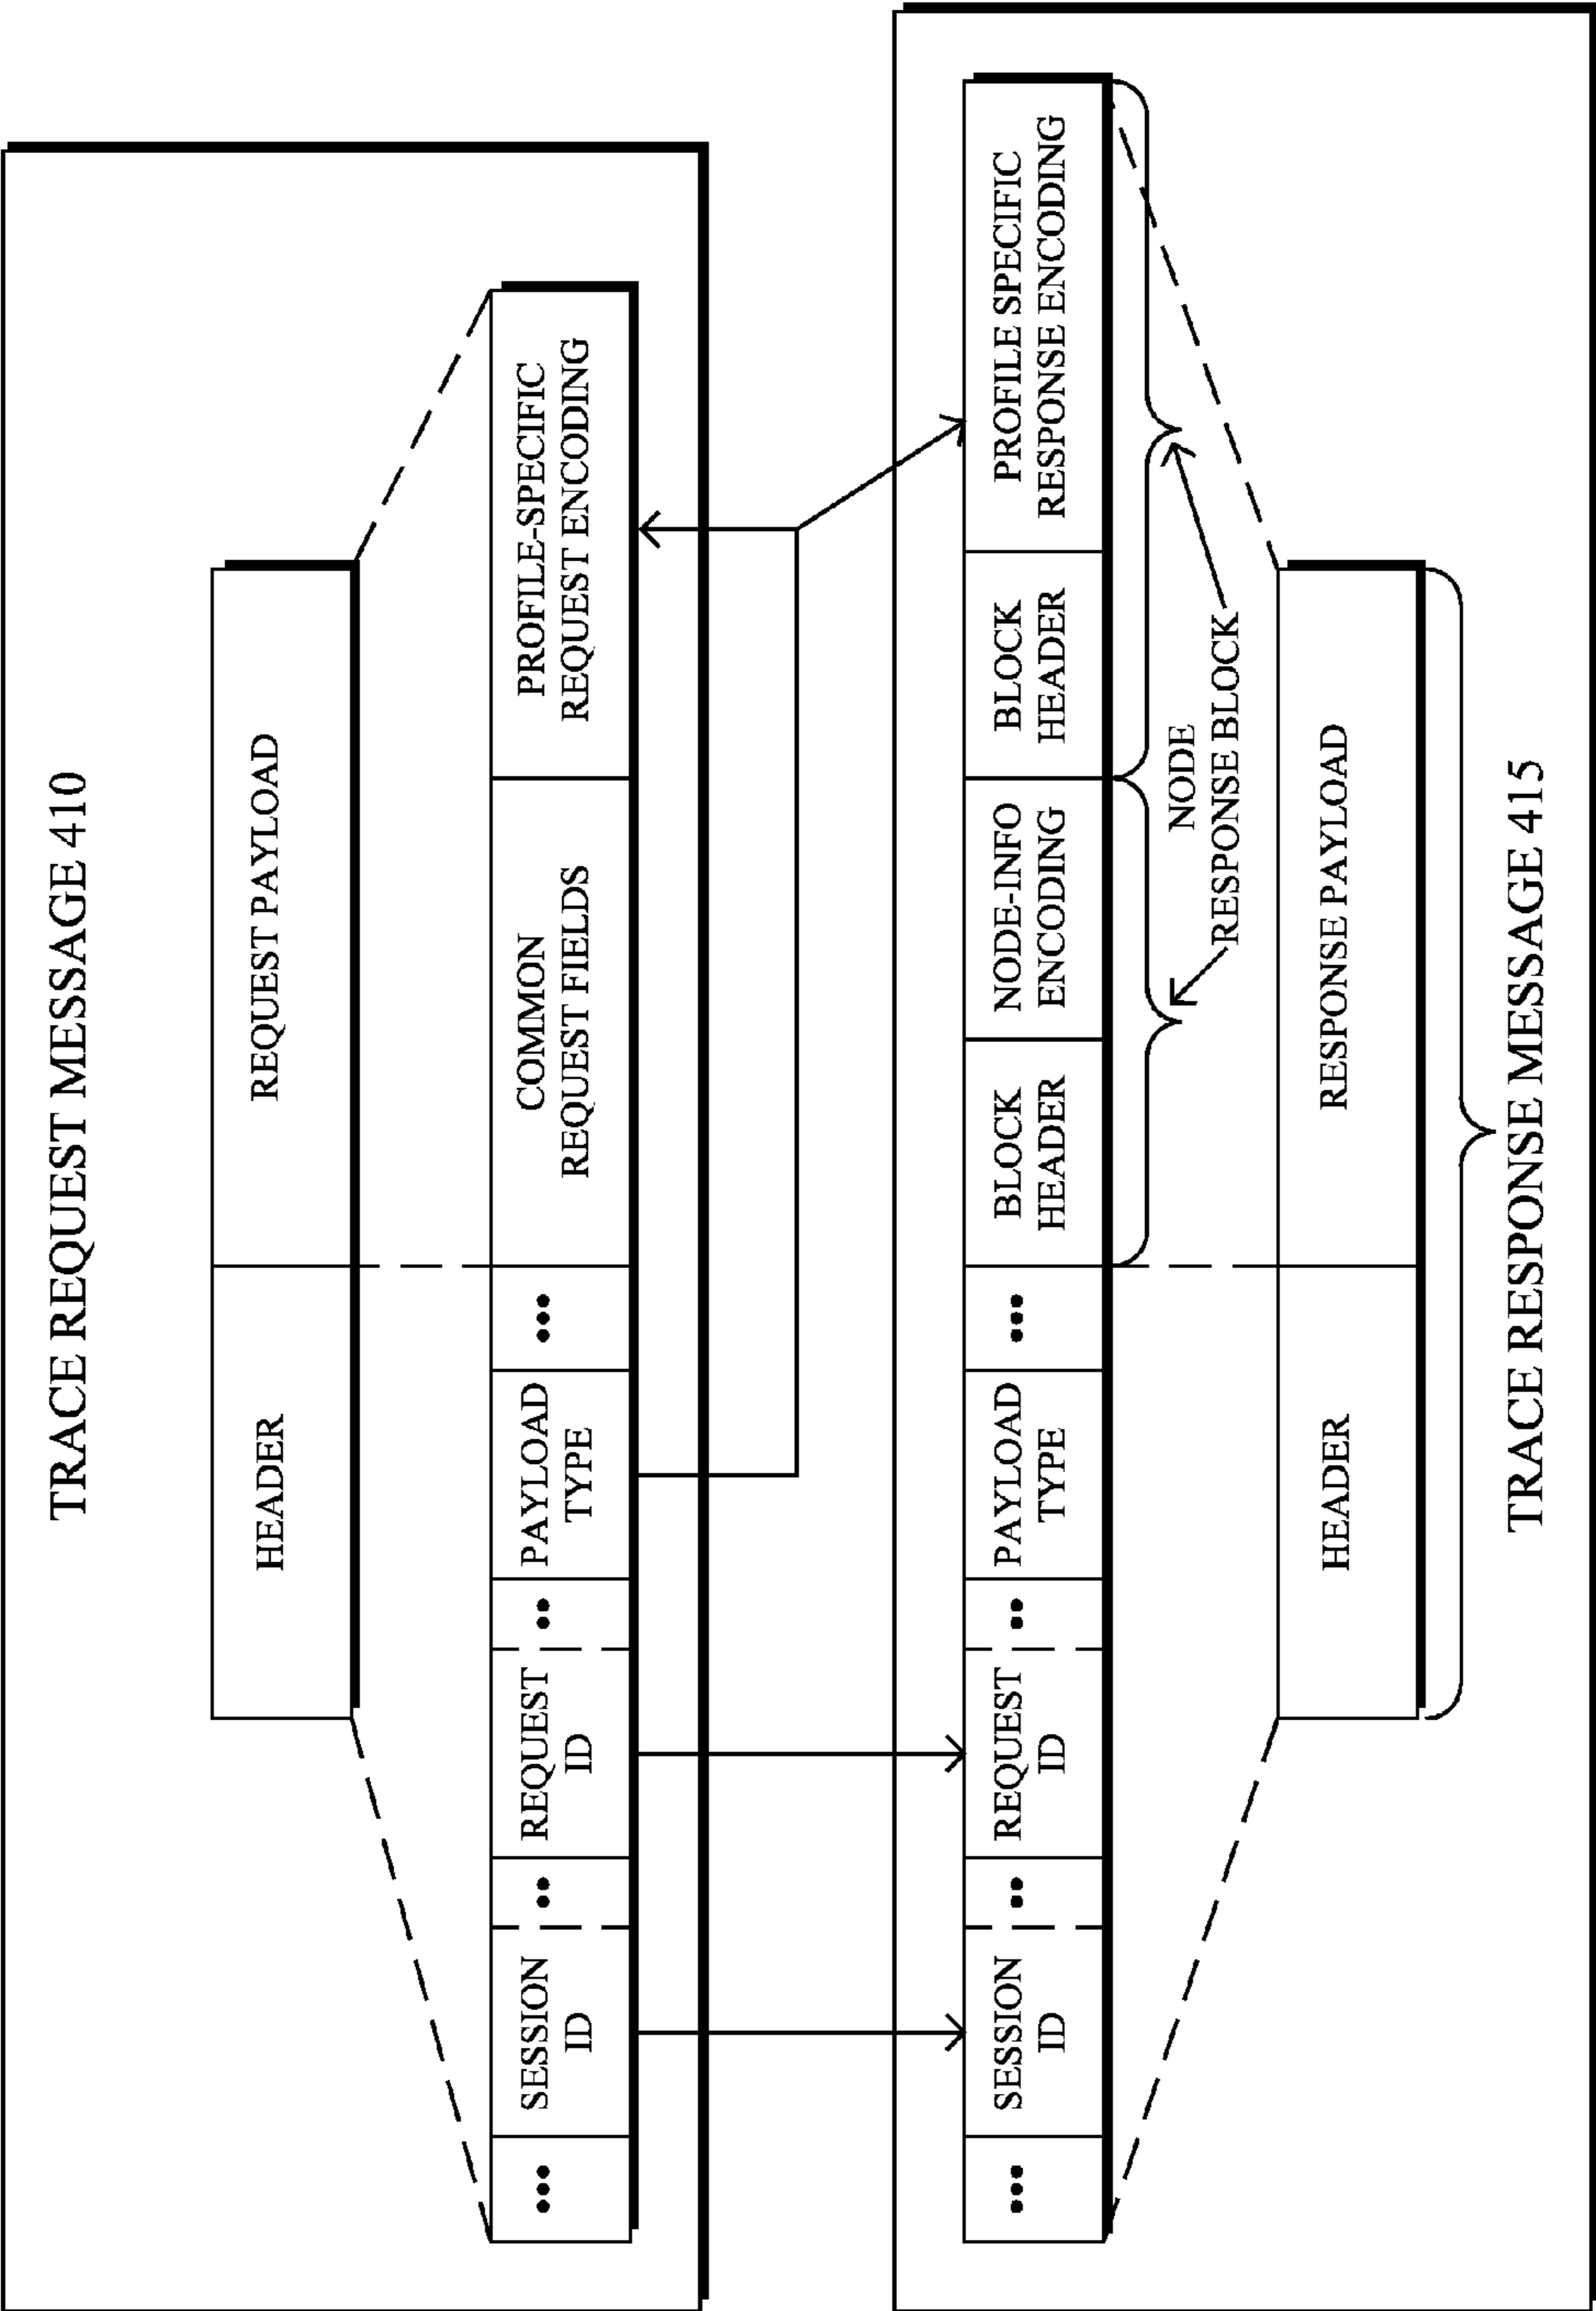 TRACE REQUEST MESSAGE 410
HEADER
REQUEST PAYLOAD
•••
SESSION
ID
••
REQUEST
ID
••
PAYLOAD
TYPE
•••
COMMON
REQUEST FIELDS
PROFILE-SPECIFIC
REQUEST ENCODING
•••
SESSION
ID
••
REQUEST
ID
••
PAYLOAD
TYPE
•••
BLOCK
HEADER
NODE-INFO
ENCODING
BLOCK
HEADER
PROFILE SPECIFIC
RESPONSE ENCODING
NODE
RESPONSE BLOCK
HEADER
RESPONSE PAYLOAD
TRACE RESPONSE MESSAGE 415